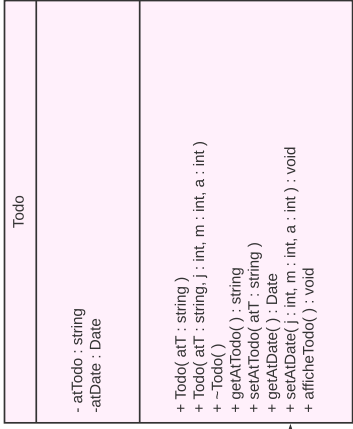 Todo
- atTodo : string
-atDate : Date
+ Todo( atT : string )
+ Todo( atT : string, j : int, m : int, a : int )
+ ~Todo( )
+ getAtTodo( ) : string
+ setAtTodo( atT : string )
+ getAtDate( ) : Date
+ setAtDate( j : int, m : int, a : int ) : void
+ afficheTodo( ) : void